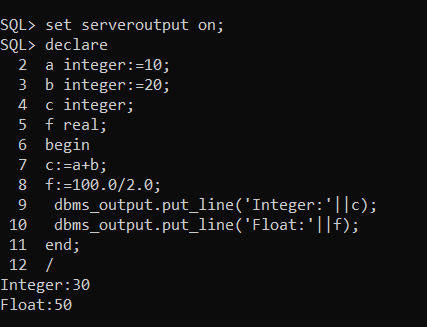 SQL> set serveroutput on;
SQL> declare
  2  a integer:=10;
  3  b integer:=20;
  4  c integer;
  5  f real;
  6  begin
  7  c:=a+b;
  8  f:=100.0/2.0;
  9   dbms_output.put_line('Integer:'||c);
 10   dbms_output.put_line('Float:'||f);
 11  end;
 12  /
Integer:30
Float:50